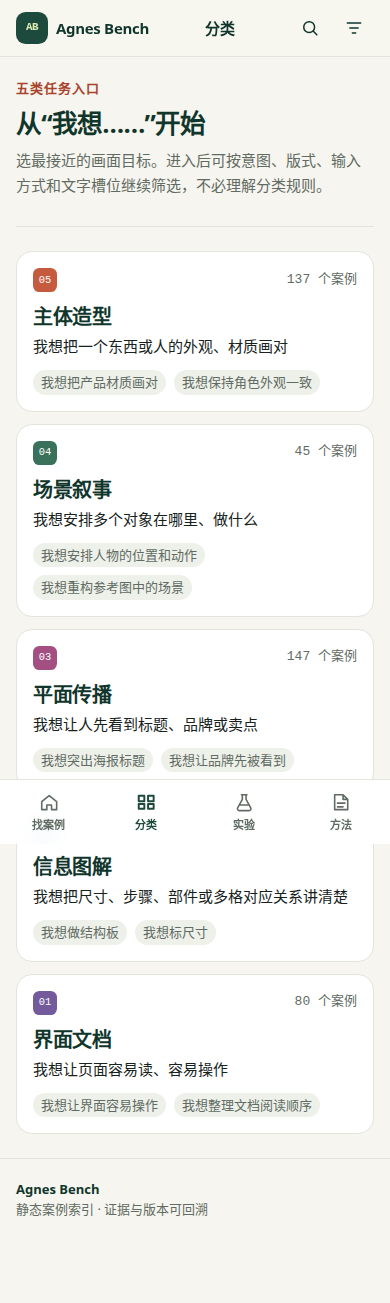 AB Agnes Bench 分类
五类任务入口
从“我想……”开始
选最接近的画面目标。进入后可按意图、版式、输入
方式和文字槽位继续筛选，不必理解分类规则。
05 137 个案例
主体造型
我想把一个东西或人的外观、材质画对
我想把产品材质画对 我想保持角色外观一致
04 45 个案例
场景叙事
我想安排多个对象在哪里、做什么
我想安排人物的位置和动作
我想重构参考图中的场景
03 147 个案例
平面传播
我想让人先看到标题、品牌或卖点
我想突出海报标题 我想让品牌先被看到
找案例 分类 实验 方法
信息图解
我想把尺寸、步骤、部件或多格对应关系讲清楚
我想做结构板 我想标尺寸
01 80 个案例
界面文档
我想让页面容易读、容易操作
我想让界面容易操作 我想整理文档阅读顺序
Agnes Bench
静态案例索引 · 证据与版本可回溯